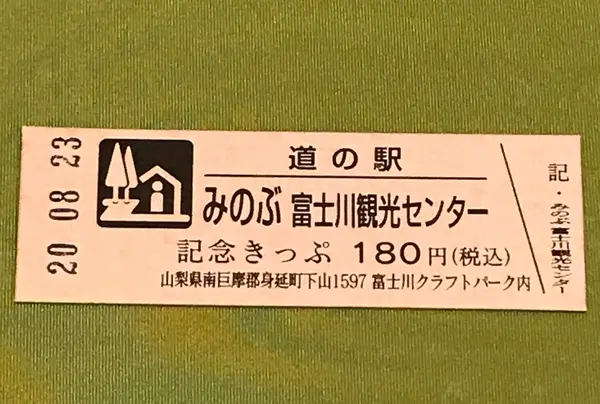 20 08 23
道の駅
みのぶ 富士川観光センター
記念きっぷ 180円(税込)
山梨県南巨摩郡身延町下山1597 富士川クラフトパーク内
記・みのぶ富士川観光センター